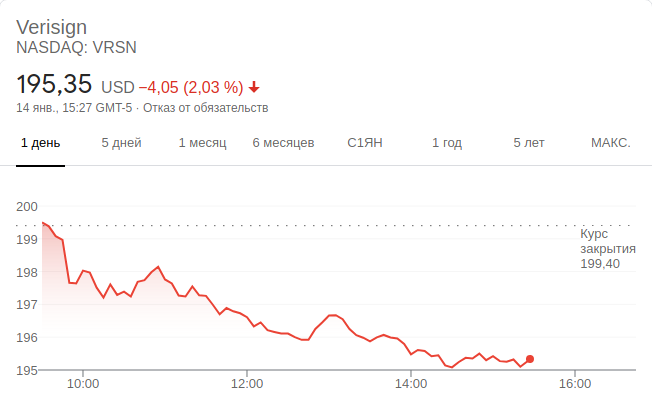 Verisign
NASDAQ: VRSN
195,35 USD −4,05 (2,03 %)
14 янв., 15:27 GMT-5 · Отказ от обязательств
1 день 5 дней 1 месяц 6 месяцев С1ЯН 1 год 5 лет МАКС.
200
199
198
197
196
195
Курс
закрытия
199,40
10:00 12:00 14:00 16:00